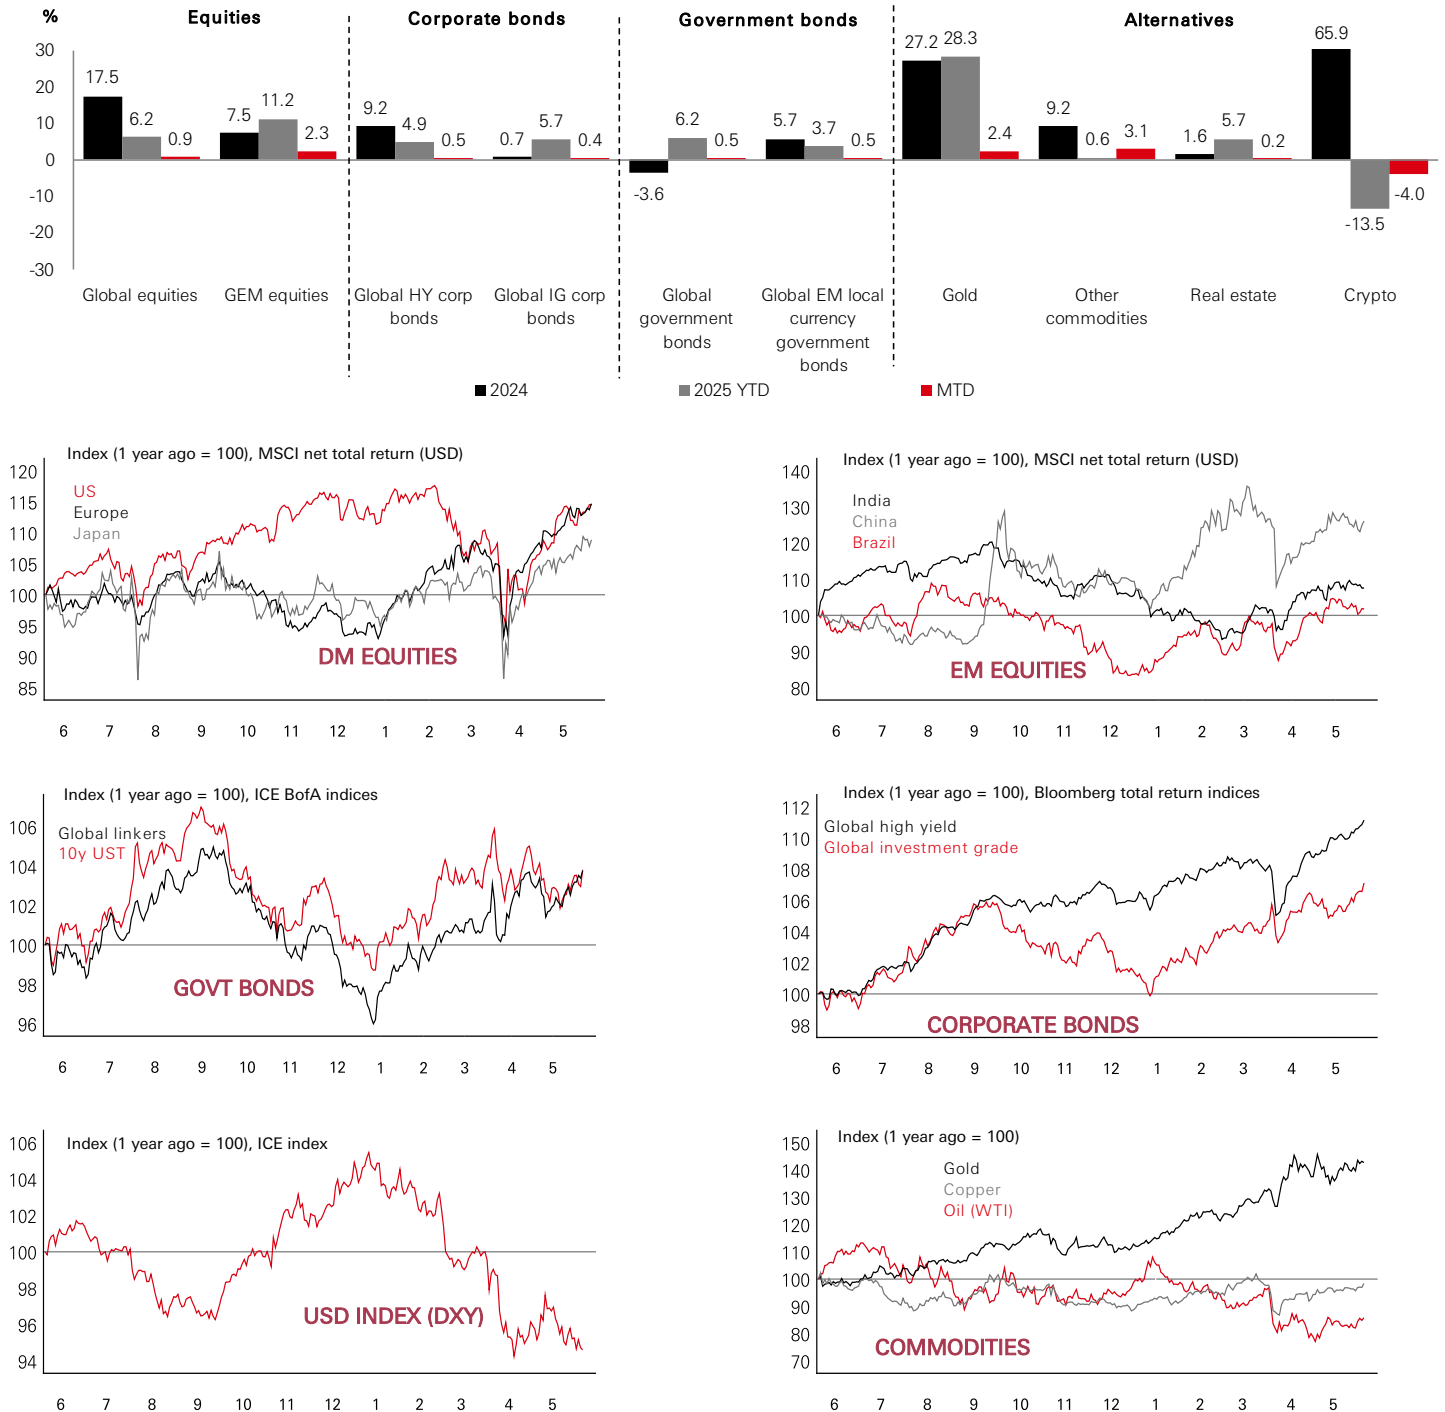 %
Equities
Corporate bonds
Government bonds
Alternatives
30
20
10
0
-10
-20
-30
17.5
6.2
0.9
7.5
11.2
2.3
9.2
4.9
0.5
0.7
5.7
0.4
-3.6
6.2
0.5
5.7
3.7
0.5
27.2
28.3
2.4
9.2
0.6
3.1
1.6
5.7
0.2
65.9
-13.5
-4.0
Global equities
GEM equities
Global HY corp
bonds
Global IG corp
bonds
Global
government
bonds
Global EM local
currency
government
bonds
Gold
Other
commodities
Real estate
Crypto
2024
2025 YTD
MTD
Index (1 year ago = 100), MSCI net total return (USD)
US
Europe
Japan
120
115
110
105
100
95
90
85
DM EQUITIES
6 7 8 9 10 11 12 1 2 3 4 5
Index (1 year ago = 100), MSCI net total return (USD)
India
China
Brazil
140
130
120
110
100
90
80
EM EQUITIES
6 7 8 9 10 11 12 1 2 3 4 5
Index (1 year ago = 100), ICE BofA indices
Global linkers
10y UST
106
104
102
100
98
96
GOVT BONDS
6 7 8 9 10 11 12 1 2 3 4 5
Index (1 year ago = 100), Bloomberg total return indices
Global high yield
Global investment grade
112
110
108
106
104
102
100
98
CORPORATE BONDS
6 7 8 9 10 11 12 1 2 3 4 5
Index (1 year ago = 100), ICE index
106
104
102
100
98
96
94
USD INDEX (DXY)
6 7 8 9 10 11 12 1 2 3 4 5
Index (1 year ago = 100)
Gold
Copper
Oil (WTI)
150
140
130
120
110
100
90
80
70
COMMODITIES
6 7 8 9 10 11 12 1 2 3 4 5